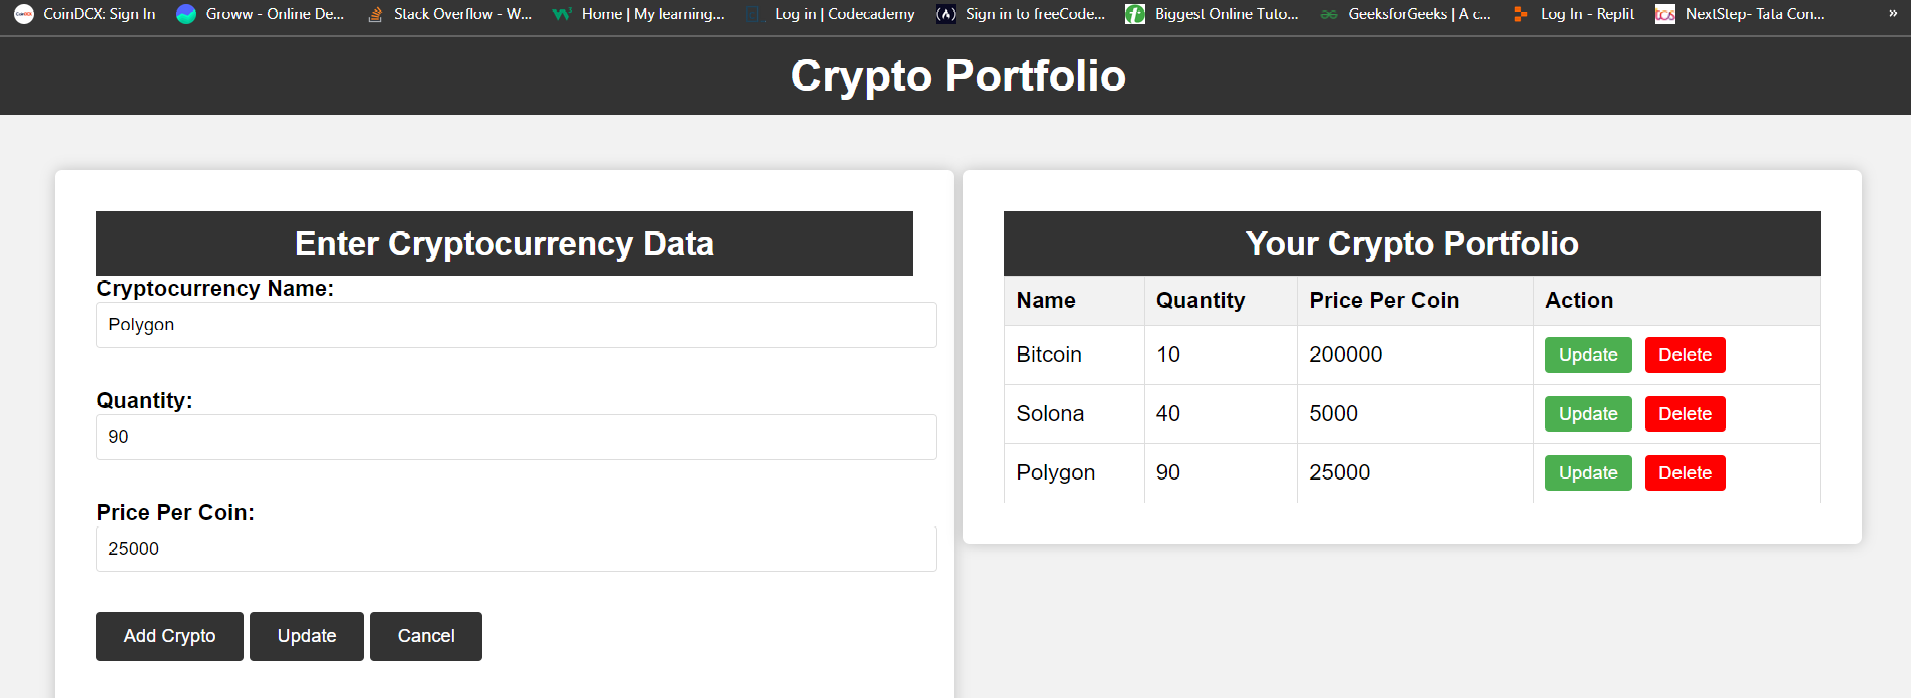 CoinDCX: Sign In Groww - Online De... Stack Overflow - W... Home | My learning... Log in | Codecademy Sign in to freeCode... Biggest Online Tuto... GeeksforGeeks | A c... Log In - Replit NextStep- Tata Con... »
Crypto Portfolio
Enter Cryptocurrency Data
Cryptocurrency Name:
Polygon
Quantity:
90
Price Per Coin:
25000
Add Crypto Update Cancel
Your Crypto Portfolio
Name Quantity Price Per Coin Action
Bitcoin 10 200000 Update Delete
Solona 40 5000 Update Delete
Polygon 90 25000 Update Delete